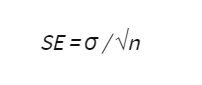 SE = σ / √n